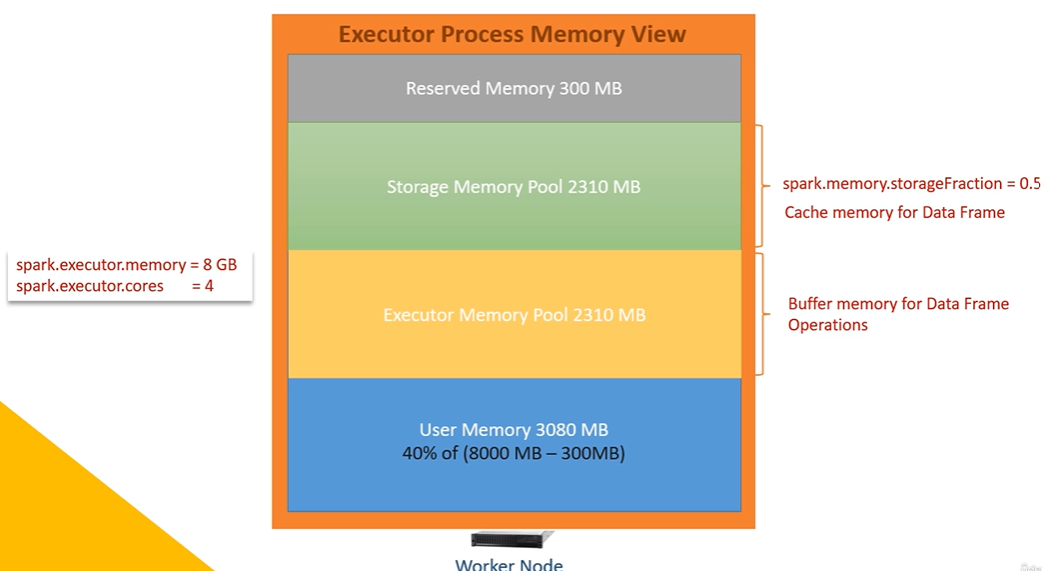 Executor Process Memory View
Reserved Memory 300 MB
Storage Memory Pool 2310 MB
spark.memory.storageFraction = 0.5
Cache memory for Data Frame
spark.executor.memory = 8 GB
spark.executor.cores = 4
Executor Memory Pool 2310 MB
Buffer memory for Data Frame
Operations
User Memory 3080 MB
40% of (8000 MB – 300MB)
Worker Node